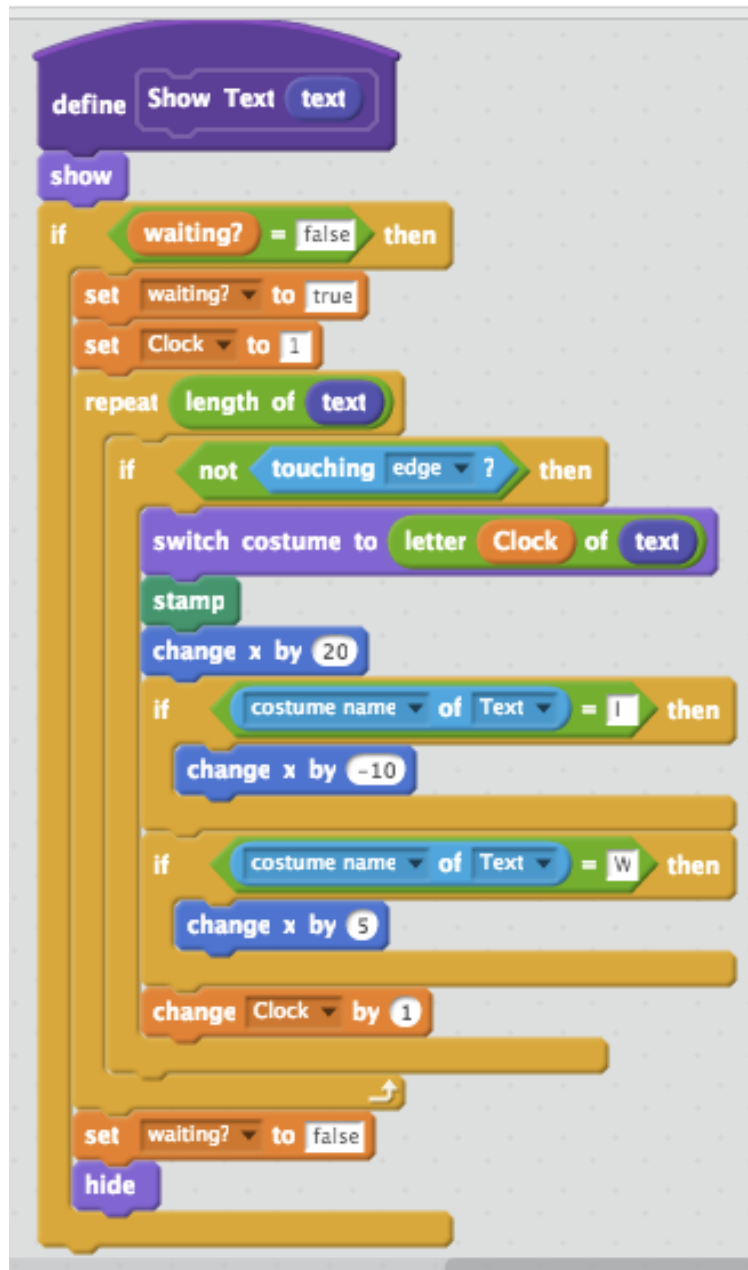 define Show Text text
show
if waiting? = false then
set waiting? to true
set Clock to 1
repeat length of text
if not touching edge ? then
switch costume to letter Clock of text
stamp
change x by 20
if costume name of Text = I then
change x by -10
if costume name of Text = W then
change x by 5
change Clock by 1
set waiting? to false
hide